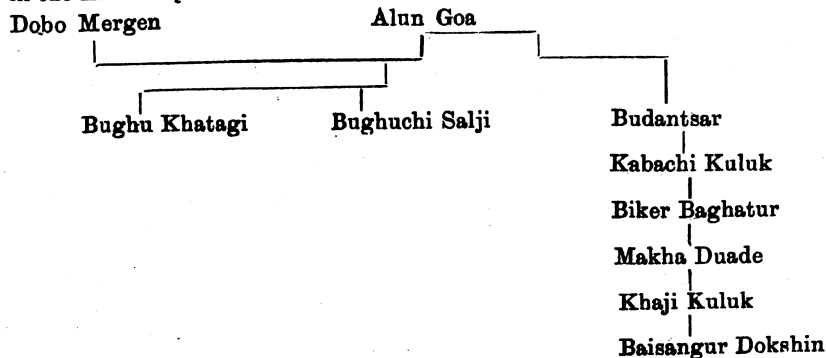 Dobo Mergen Alun Goa
Bughu Khatagi Bughuchi Salji Budantsar
Kabachi Kuluk
Biker Baghatur
Makha Duade
Khaji Kuluk
Baisangur Dokshin